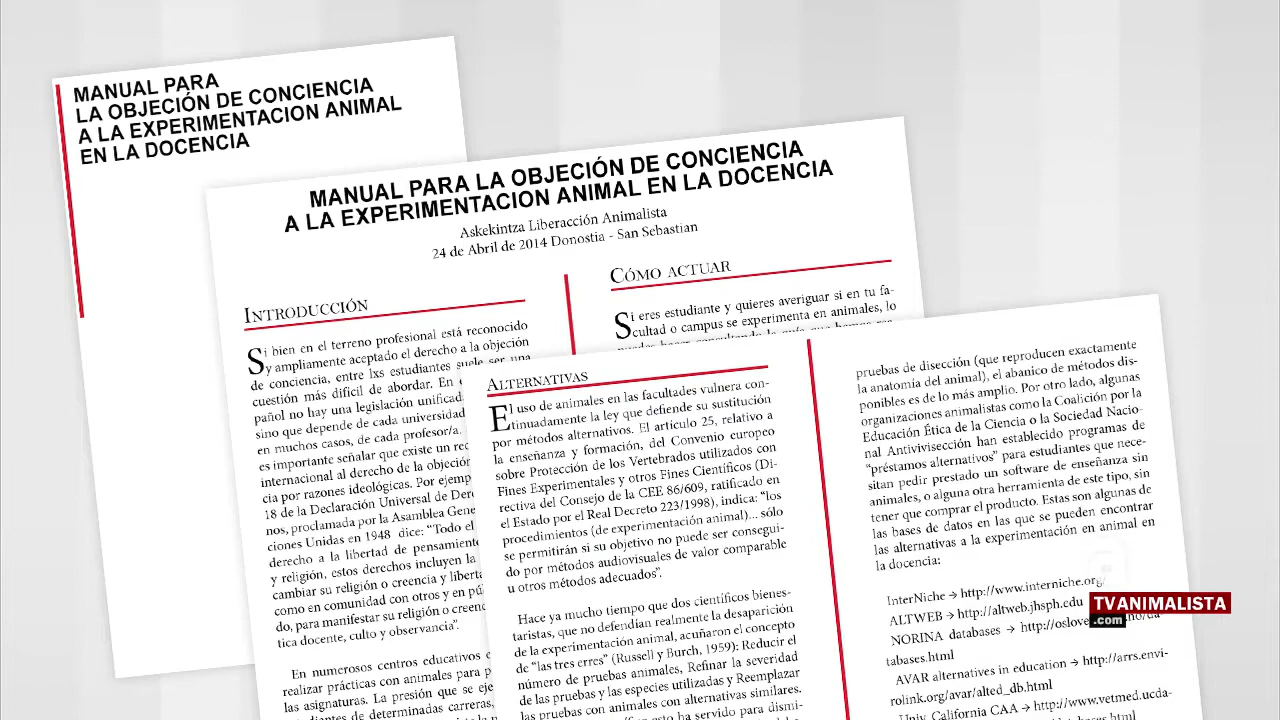 MANUAL PARA
LA OBJECIÓN DE CONCIENCIA
A LA EXPERIMENTACION ANIMAL
EN LA DOCENCIA
MANUAL PARA LA OBJECIÓN DE CONCIENCIA
A LA EXPERIMENTACION ANIMAL EN LA DOCENCIA
Askekintza Liberacción Animalista
24 de Abril de 2014 Donostia - San Sebastian
INTRODUCCIÓN
Si bien en el terreno profesional está reconocido
y ampliamente aceptado el derecho a la objeción
de conciencia, entre lxs estudiantes suele ser una
cuestión más difícil de abordar. En
pañol no hay una legislación unificad
sino que depende de cada universidad
en muchos casos, de cada profesor/a.
es importante señalar que existe un rec
internacional al derecho de la objeción
cia por razones ideológicas. Por ejemp
18 de la Declaración Universal de Dere
nos, proclamada por la Asamblea Gene
ciones Unidas en 1948 dice: “Todo el
derecho a la libertad de pensamient
y religión, estos derechos incluyen la
cambiar su religión o creencia y liberta
como en comunidad con otros y en pú
do, para manifestar su religión o creenc
tica docente, culto y observancia”.
En numerosos centros educativos
realizar prácticas con animales para p
las asignaturas. La presión que se eje
diantes de determinadas carreras,
CÓMO ACTUAR
Si eres estudiante y quieres averiguar si en tu fa-
cultad o campus se experimenta en animales, lo
ALTERNATIVAS
El uso de animales en las facultades vulnera con-
tinuadamente la ley que defiende su sustitución
por métodos alternativos. El artículo 25, relativo a
la enseñanza y formación, del Convenio europeo
sobre Protección de los Vertebrados utilizados con
Fines Experimentales y otros Fines Científicos (Di-
rectiva del Consejo de la CEE 86/609, ratificado en
el Estado por el Real Decreto 223/1998), indica: “los
procedimientos (de experimentación animal)... sólo
se permitirán si su objetivo no puede ser consegui-
do por métodos audiovisuales de valor comparable
u otros métodos adecuados”.
Hace ya mucho tiempo que dos científicos bienes-
taristas, que no defendían realmente la desaparición
de la experimentación animal, acuñaron el concepto
de “las tres erres” (Russell y Burch, 1959): Reducir el
número de pruebas animales, Refinar la severidad
de las pruebas y las especies utilizadas y Reemplazar
las pruebas con animales con alternativas similares.
esto ha servido para dismi-
pruebas de disección (que reproducen exactamente
la anatomía del animal), el abanico de métodos dis-
ponibles es de lo más amplio. Por otro lado, algunas
organizaciones animalistas como la Coalición por la
Educación Ética de la Ciencia o la Sociedad Nacio-
nal Antivivisección han establecido programas de
“préstamos alternativos” para estudiantes que nece-
sitan pedir prestado un software de enseñanza sin
animales, o alguna otra herramienta de este tipo, sin
tener que comprar el producto. Estas son algunas de
las bases de datos en las que se pueden encontrar
las alternativas a la experimentación en animal en
la docencia:
InterNiche → http://www.interniche.org/
ALTWEB → http://altweb.jhsph.edu
NORINA databases → http://oslove
tabases.html
AVAR alternatives in education → http://arrs.envi-
rolink.org/avar/alted_db.html
Univ. California CAA → http://www.vetmed.ucda-
TVANIMALISTA
.com